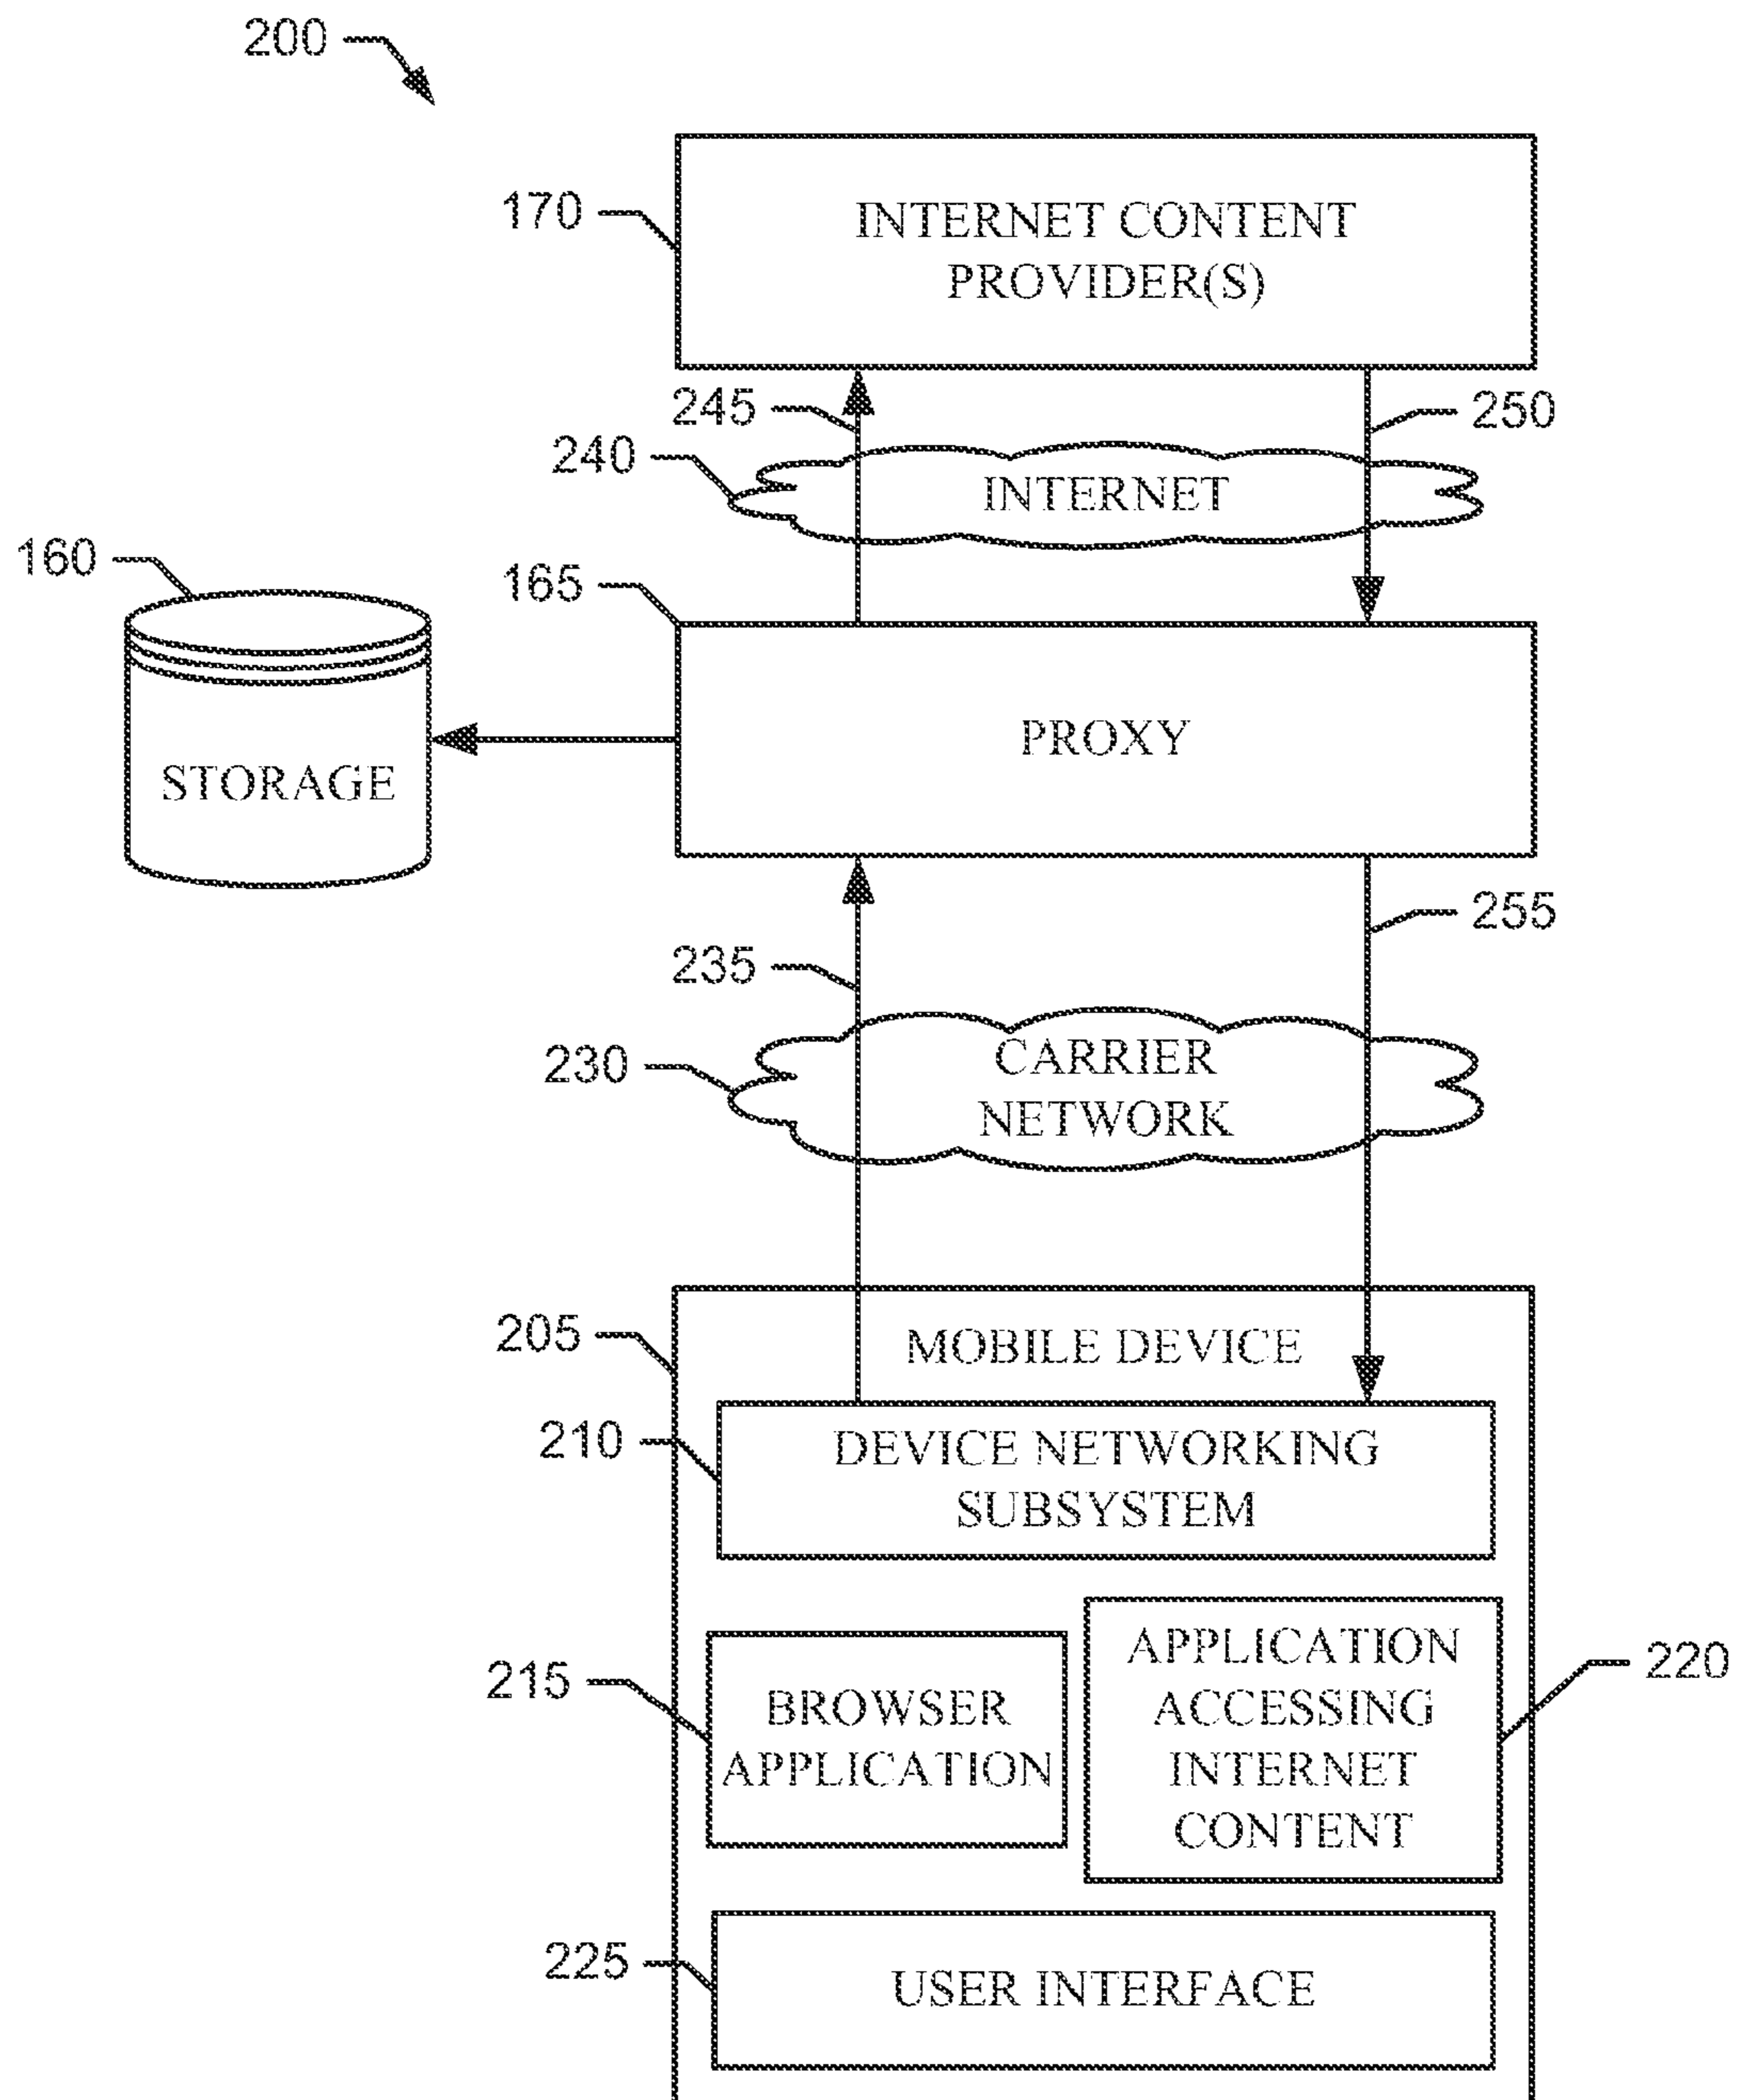 200
170
INTERNET CONTENT
PROVIDER(S)
245
250
240
INTERNET
160
165
STORAGE
PROXY
255
235
230
CARRIER
NETWORK
205
MOBILE DEVICE
210
DEVICE NETWORKING
SUBSYSTEM
215
BROWSER
APPLICATION
APPLICATION
ACCESSING
INTERNET
CONTENT
220
225
USER INTERFACE